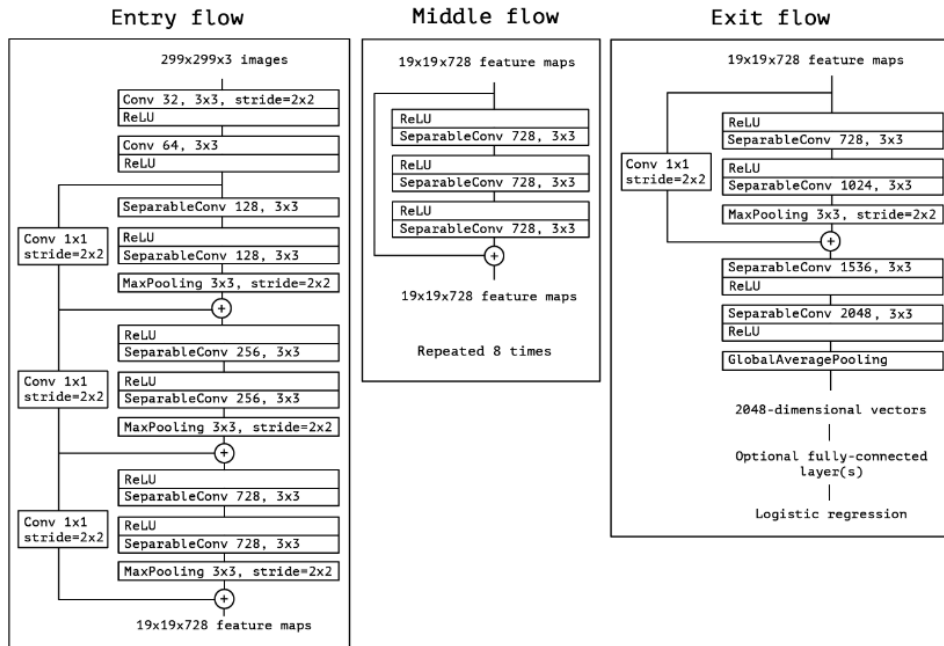 Entry flow
299x299x3 images
Conv 32, 3x3, stride=2x2
ReLU
Conv 64, 3x3
ReLU
SeparableConv 128, 3x3
Conv 1x1
stride=2x2
ReLU
SeparableConv 128, 3x3
MaxPooling 3x3, stride=2x2
+
ReLU
SeparableConv 256, 3x3
Conv 1x1
stride=2x2
ReLU
SeparableConv 256, 3x3
MaxPooling 3x3, stride=2x2
+
ReLU
SeparableConv 728, 3x3
Conv 1x1
stride=2x2
ReLU
SeparableConv 728, 3x3
MaxPooling 3x3, stride=2x2
+
19x19x728 feature maps
Middle flow
19x19x728 feature maps
ReLU
SeparableConv 728, 3x3
ReLU
SeparableConv 728, 3x3
ReLU
SeparableConv 728, 3x3
+
19x19x728 feature maps
Repeated 8 times
Exit flow
19x19x728 feature maps
ReLU
SeparableConv 728, 3x3
Conv 1x1
stride=2x2
ReLU
SeparableConv 1024, 3x3
MaxPooling 3x3, stride=2x2
+
SeparableConv 1536, 3x3
ReLU
SeparableConv 2048, 3x3
ReLU
GlobalAveragePooling
2048-dimensional vectors
Optional fully-connected
layer(s)
Logistic regression